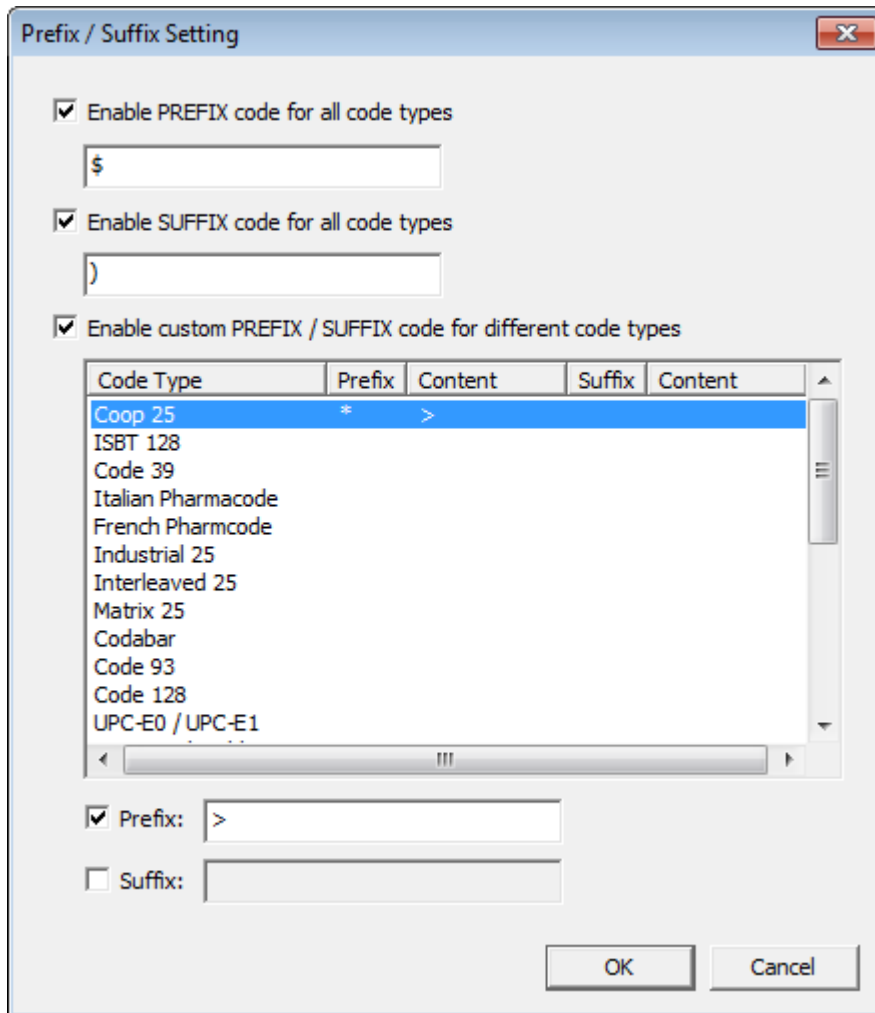 Prefix / Suffix Setting
Enable PREFIX code for all code types
$
Enable SUFFIX code for all code types
)
Enable custom PREFIX / SUFFIX code for different code types
Code Type Prefix Content Suffix Content
Coop 25 * >
ISBT 128
Code 39
Italian Pharmacode
French Pharmcode
Industrial 25
Interleaved 25
Matrix 25
Codabar
Code 93
Code 128
UPC-E0 / UPC-E1
Prefix: >
Suffix:
OK Cancel